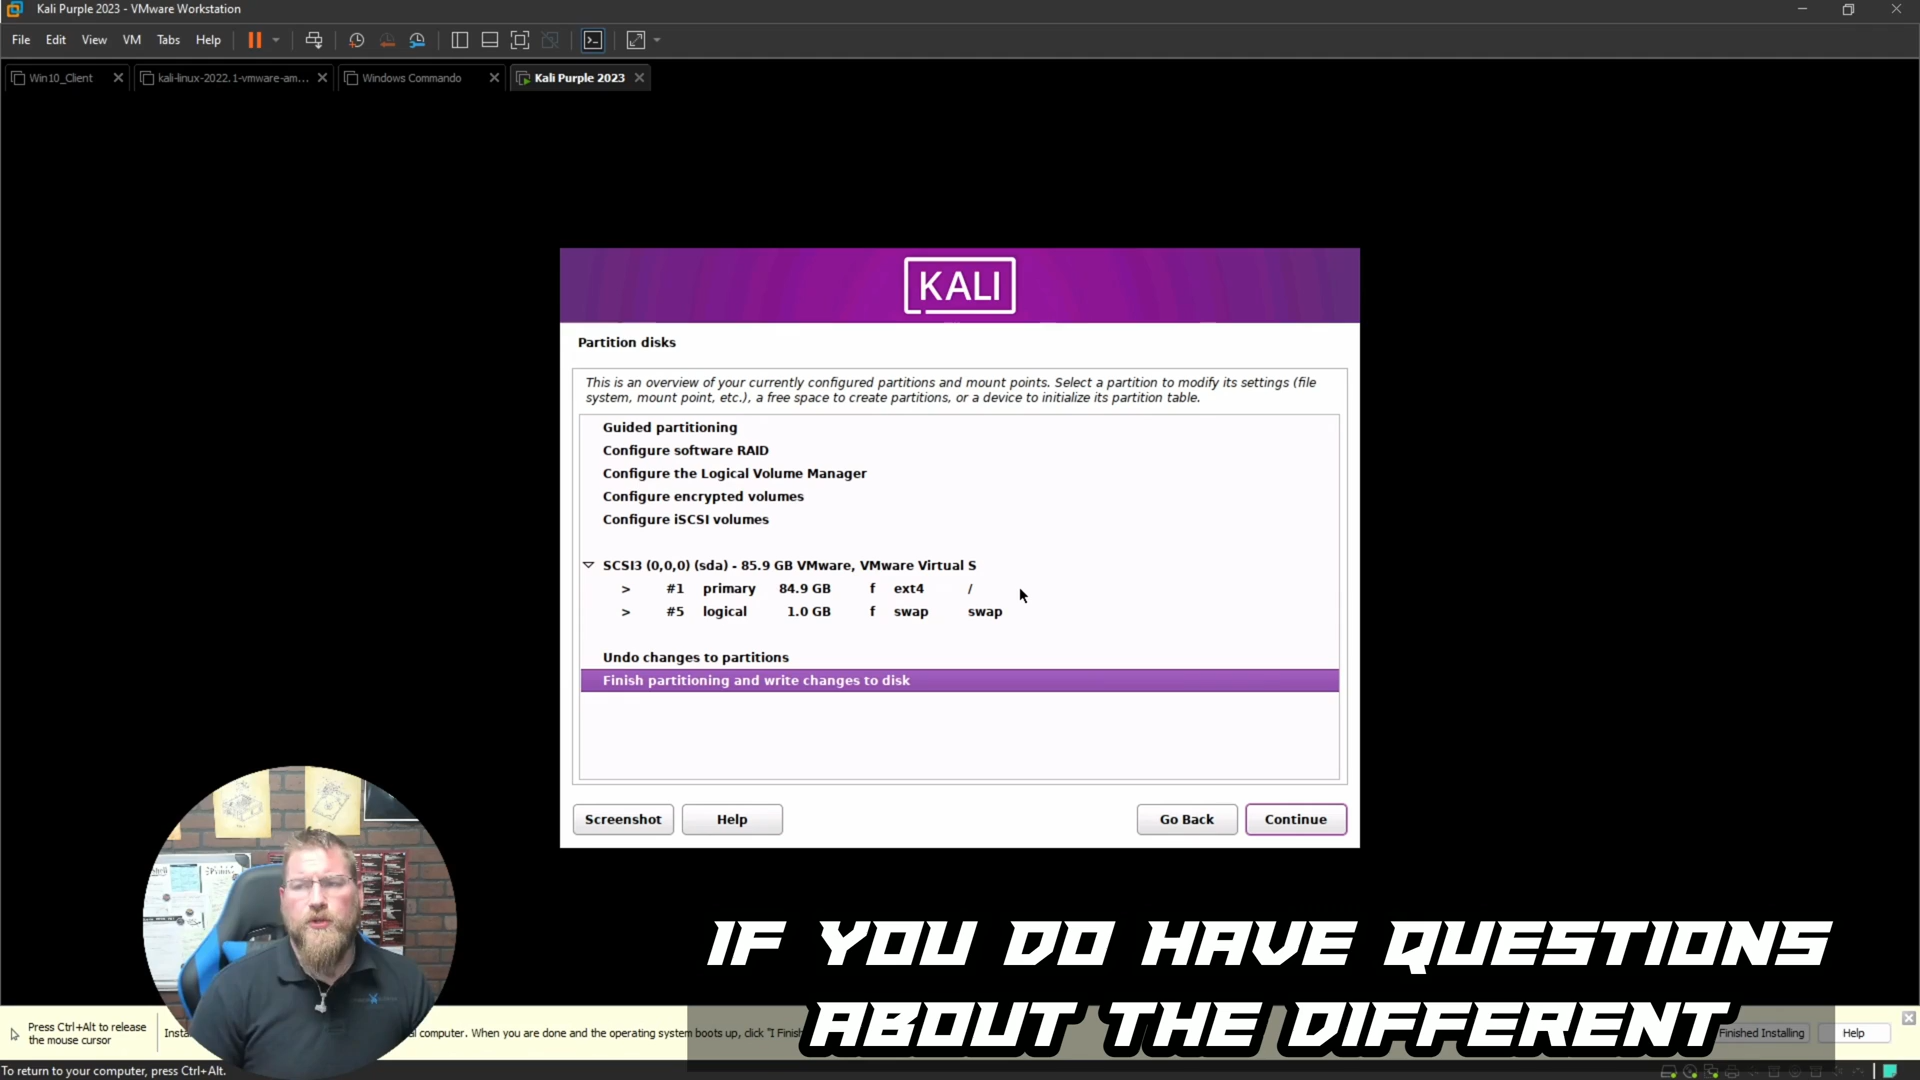 Kali Purple 2023 - VMware Workstation
File Edit View VM Tabs Help
Win10_Client kali-linux-2022.1-vmware-am... Windows Commando Kali Purple 2023
KALI
Partition disks
This is an overview of your currently configured partitions and mount points. Select a partition to modify its settings (file
system, mount point, etc.), a free space to create partitions, or a device to initialize its partition table.
Guided partitioning
Configure software RAID
Configure the Logical Volume Manager
Configure encrypted volumes
Configure iSCSI volumes
SCSI3 (0,0,0) (sda) - 85.9 GB VMware, VMware Virtual S
> #1 primary 84.9 GB f ext4 /
> #5 logical 1.0 GB f swap swap
Undo changes to partitions
Finish partitioning and write changes to disk
Screenshot Help Go Back Continue
IF YOU DO HAVE QUESTIONS
ABOUT THE DIFFERENT
Press Ctrl+Alt to release
the mouse cursor
computer. When you are done and the operating system boots up, click "I Finish
Finished Installing Help
To return to your computer, press Ctrl+Alt.